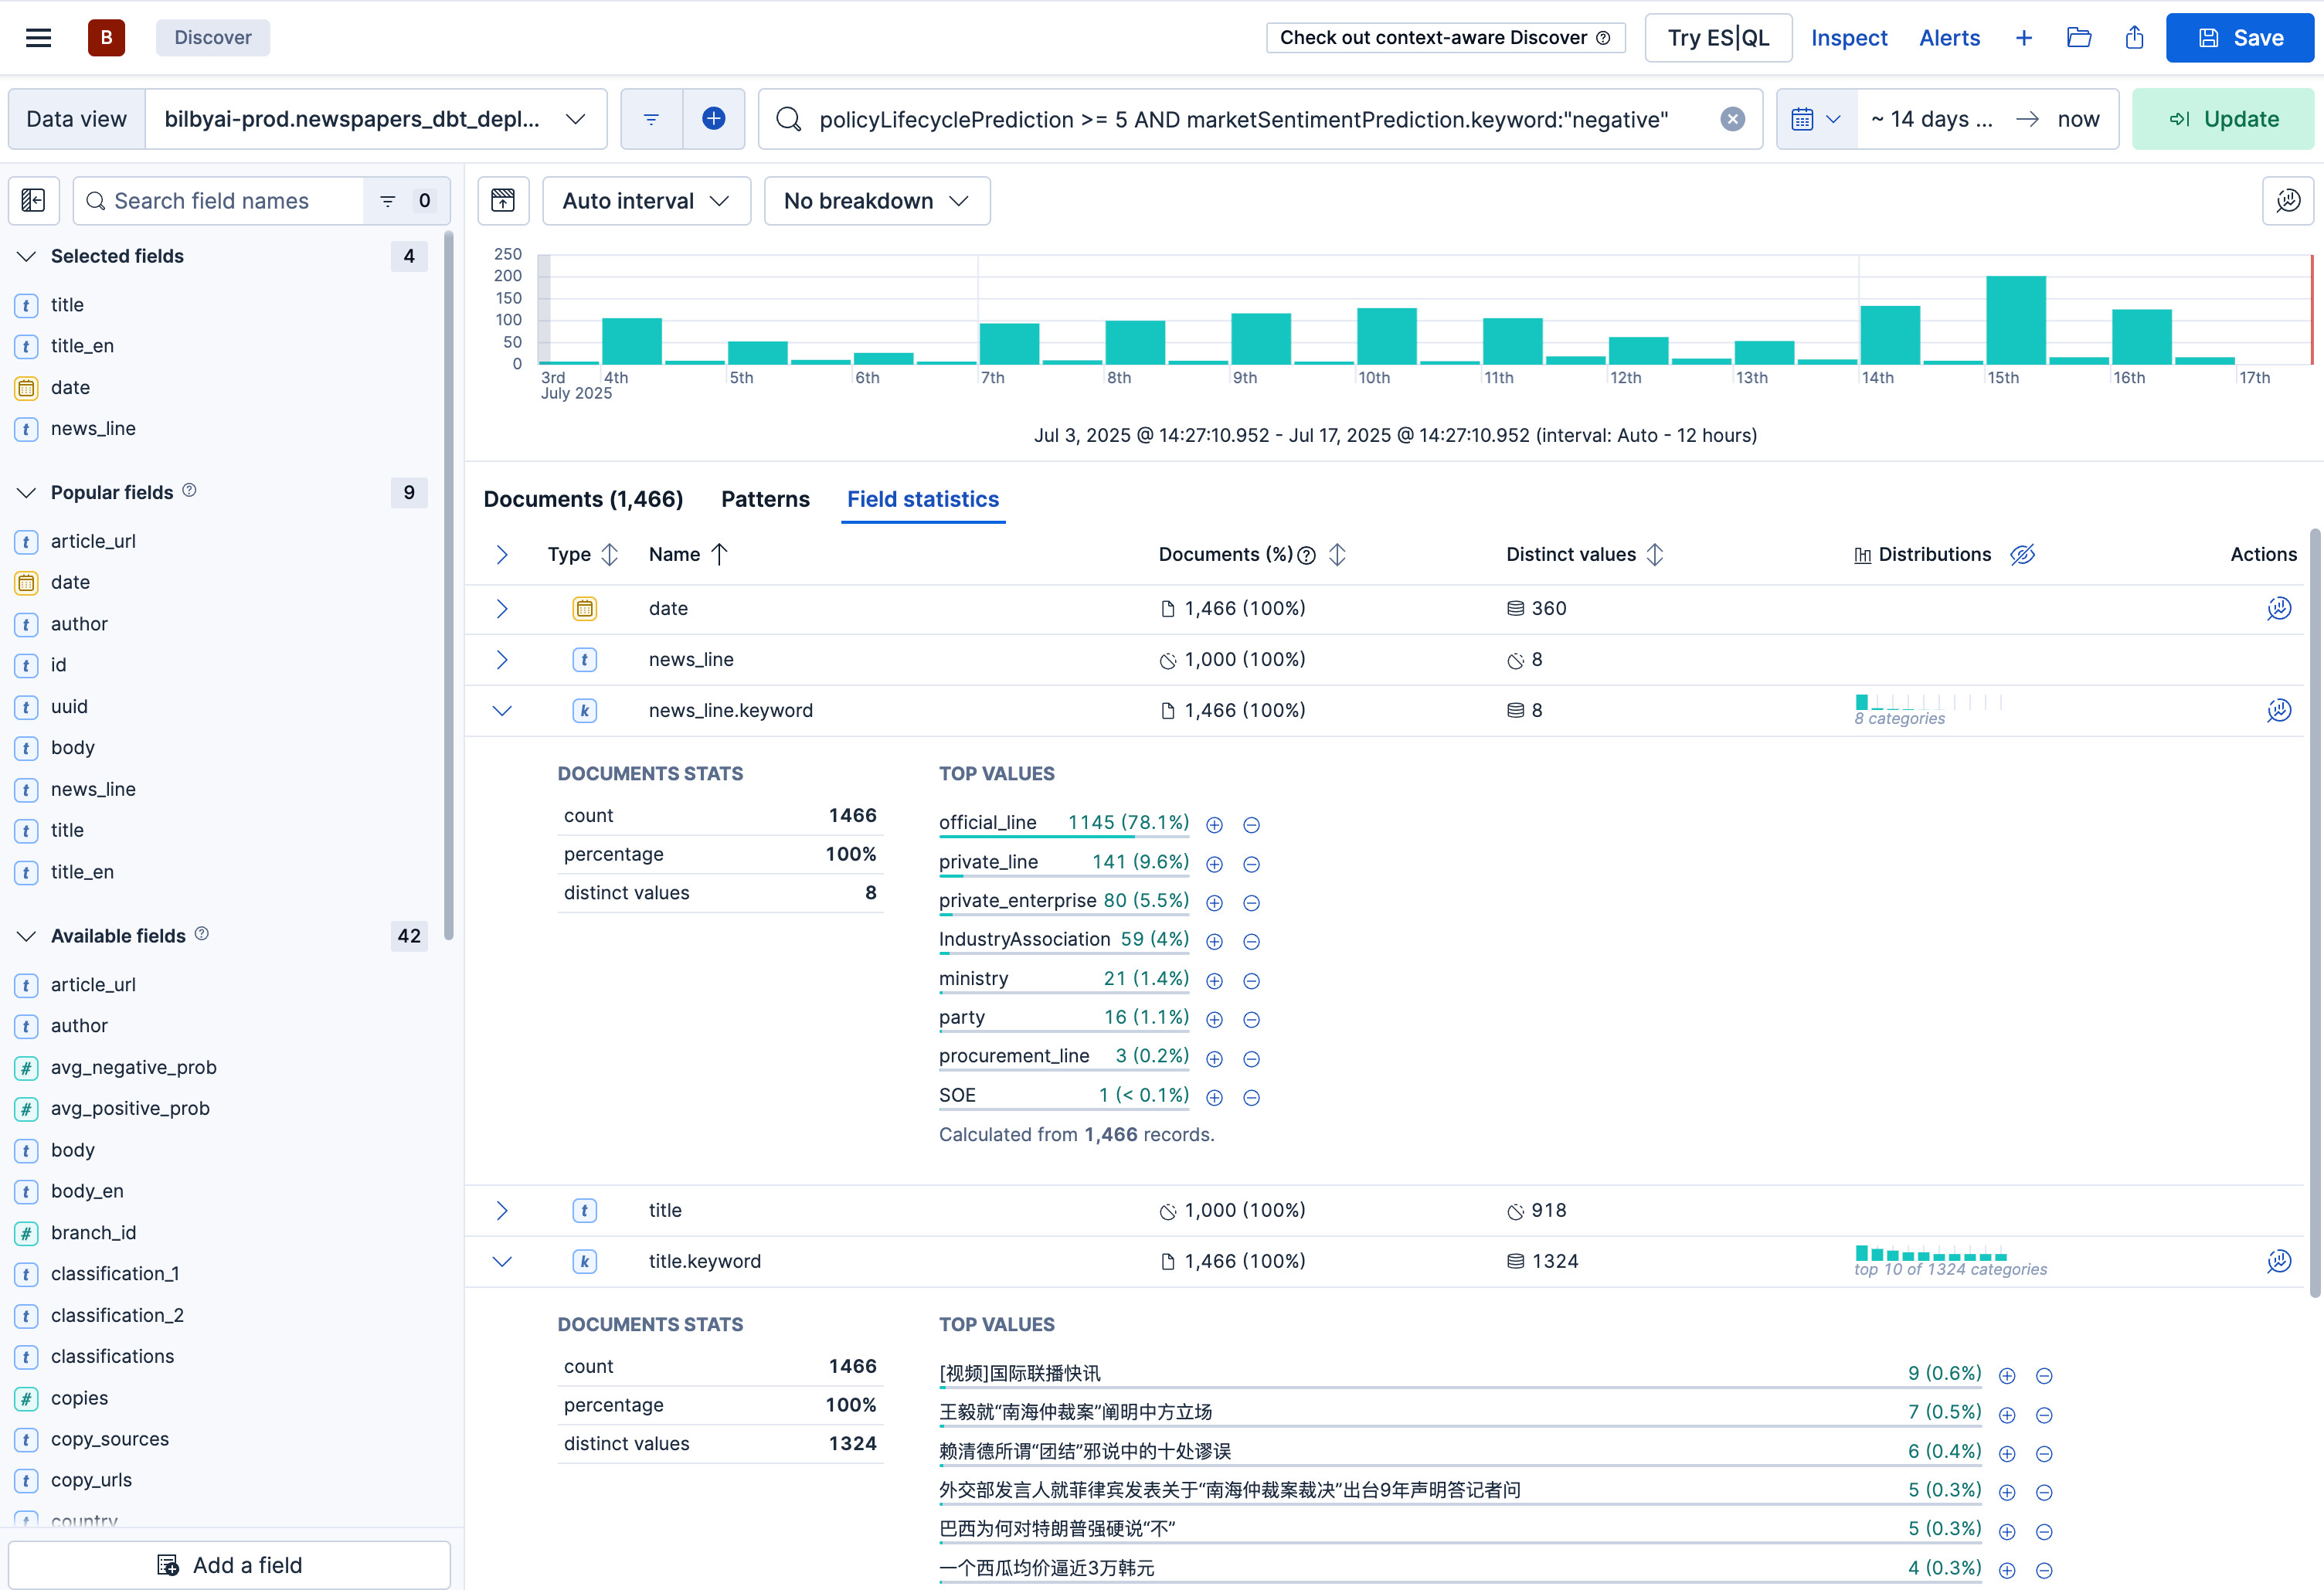 B
Discover
Check out context-aware Discover
Try ES|QL
Inspect
Alerts
Save
Data view
bilbyai-prod.newspapers_dbt_depl...
policyLifecyclePrediction >= 5 AND marketSentimentPrediction.keyword:"negative"
~ 14 days ...
now
Update
Search field names
0
Auto interval
No breakdown
Selected fields
4
title
title_en
date
news_line
Popular fields
9
article_url
date
author
id
uuid
body
news_line
title
title_en
Available fields
42
article_url
author
avg_negative_prob
avg_positive_prob
body
body_en
branch_id
classification_1
classification_2
classifications
copies
copy_sources
copy_urls
country
Add a field
250
200
150
100
50
0
3rd
4th
5th
6th
7th
8th
9th
10th
11th
12th
13th
14th
15th
16th
17th
July 2025
Jul 3, 2025 @ 14:27:10.952 - Jul 17, 2025 @ 14:27:10.952 (interval: Auto - 12 hours)
Documents (1,466)
Patterns
Field statistics
Type
Name
Documents (%)
Distinct values
Distributions
Actions
date
1,466 (100%)
360
t
news_line
1,000 (100%)
8
k
news_line.keyword
1,466 (100%)
8
8 categories
DOCUMENTS STATS
count 1466
percentage 100%
distinct values 8
TOP VALUES
official_line 1145 (78.1%)
private_line 141 (9.6%)
private_enterprise 80 (5.5%)
IndustryAssociation 59 (4%)
ministry 21 (1.4%)
party 16 (1.1%)
procurement_line 3 (0.2%)
SOE 1 (< 0.1%)
Calculated from 1,466 records.
t
title
1,000 (100%)
918
k
title.keyword
1,466 (100%)
1324
top 10 of 1324 categories
DOCUMENTS STATS
count 1466
percentage 100%
distinct values 1324
TOP VALUES
[视频]国际联播快讯 9 (0.6%)
王毅就“南海仲裁案”阐明中方立场 7 (0.5%)
赖清德所谓“团结”邪说中的十处谬误 6 (0.4%)
外交部发言人就菲律宾发表关于“南海仲裁案裁决”出台9年声明答记者问 5 (0.3%)
巴西为何对特朗普强硬说“不” 5 (0.3%)
一个西瓜均价逼近3万韩元 4 (0.3%)